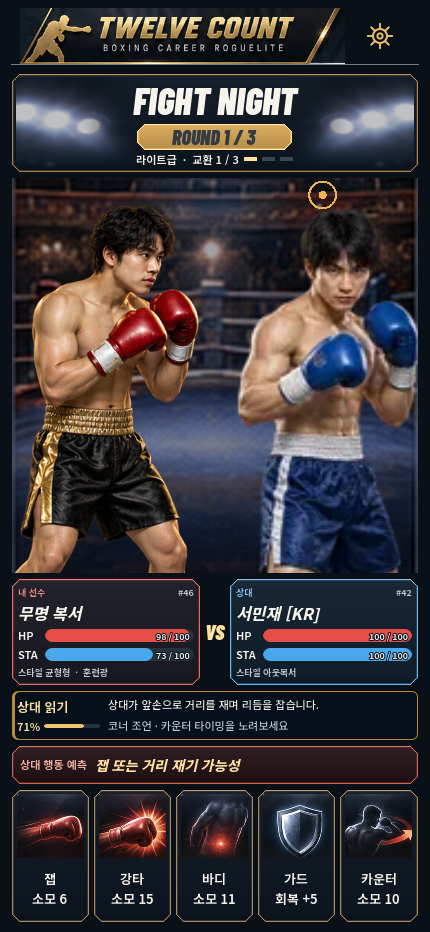 TWELVE COUNT
BOXING CAREER ROGUELITE
FIGHT NIGHT
ROUND 1 / 3
라이트급 · 교환 1 / 3
내 선수 #46
무명 복서
HP 98 / 100
STA 73 / 100
스타일 균형형 · 훈련광
VS
상대 #42
서민재 [KR]
HP 100 / 100
STA 100 / 100
스타일 아웃복서
상대 읽기
71%
상대가 앞손으로 거리를 재며 리듬을 잡습니다.
코너 조언 · 카운터 타이밍을 노려보세요
상대 행동 예측 잽 또는 거리 재기 가능성
잽
소모 6
강타
소모 15
바디
소모 11
가드
회복 +5
카운터
소모 10